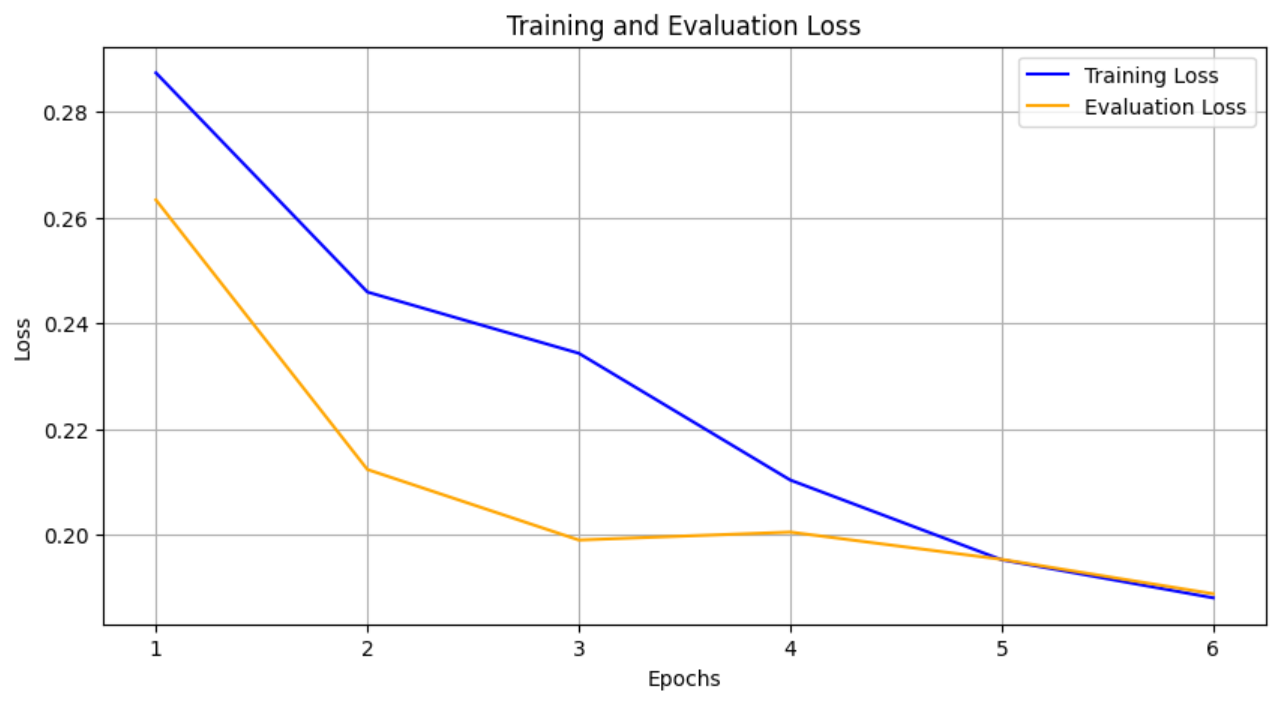 Training and Evaluation Loss
Training Loss
Evaluation Loss
0.28
0.26
0.24
0.22
0.20
Loss
1 2 3 4 5 6
Epochs